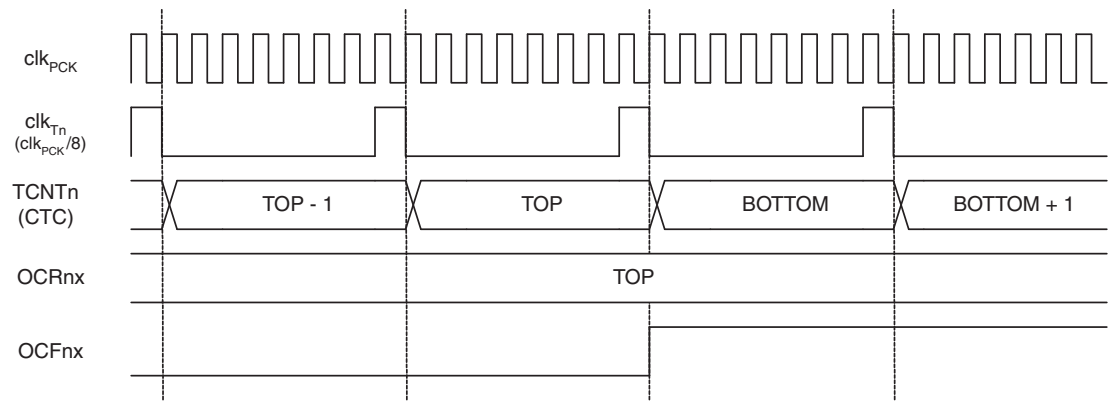 clkPCK
clkTn
(clkPCK/8)
TCNTn
(CTC)
TOP - 1
TOP
BOTTOM
BOTTOM + 1
OCRnx
TOP
OCFnx